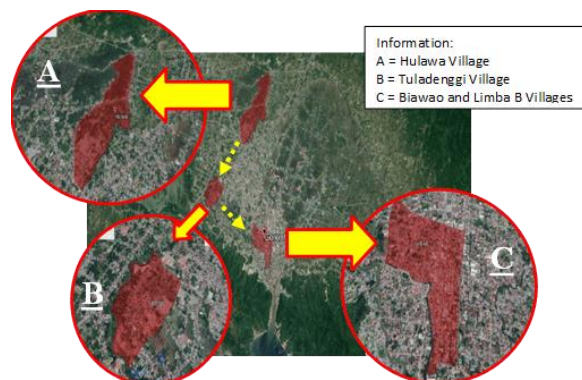 Information:
A = Hulawa Village
B = Tuladenggi Village
C = Biawao and Limba B Villages
A
B
C